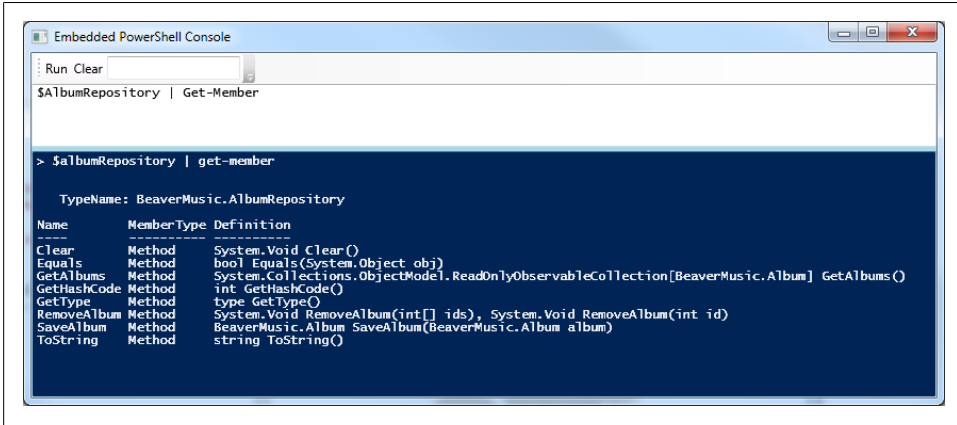 Embedded PowerShell Console
Run Clear
$AlbumRepository | Get-Member
> $albumRepository | get-member
TypeName: BeaverMusic.AlbumRepository
Name MemberType Definition
---- ---------- ----------
Clear Method System.Void Clear()
Equals Method bool Equals(System.Object obj)
GetAlbums Method System.Collections.ObjectModel.ReadOnlyObservableCollection[BeaverMusic.Album] GetAlbums()
GetHashCode Method int GetHashCode()
GetType Method type GetType()
RemoveAlbum Method System.Void RemoveAlbum(int[] ids), System.Void RemoveAlbum(int id)
SaveAlbum Method BeaverMusic.Album SaveAlbum(BeaverMusic.Album album)
ToString Method string ToString()